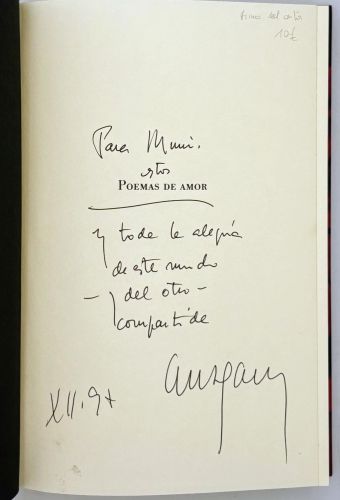 firma del autor
10€
Para Muni.
estos
POEMAS DE AMOR
y toda la alegría
de este mundo
– y del otro –
compartida
XII.97